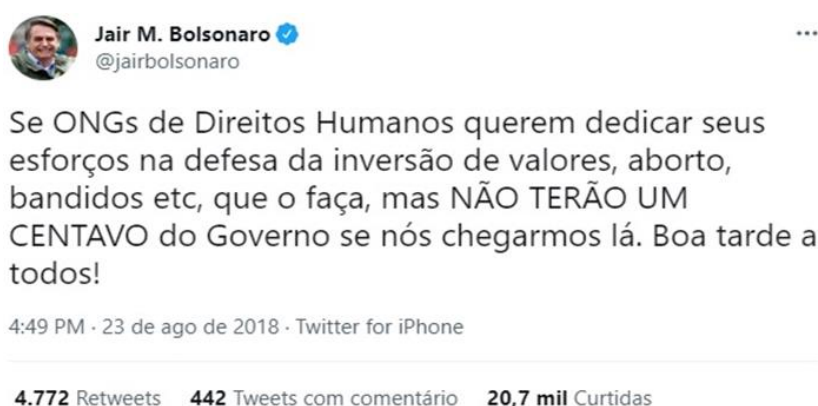 Jair M. Bolsonaro
@jairbolsonaro
Se ONGs de Direitos Humanos querem dedicar seus
esforços na defesa da inversão de valores, aborto,
bandidos etc, que o faça, mas NÃO TERÃO UM
CENTAVO do Governo se nós chegarmos lá. Boa tarde a
todos!
4:49 PM · 23 de ago de 2018 · Twitter for iPhone
4.772 Retweets 442 Tweets com comentário 20,7 mil Curtidas